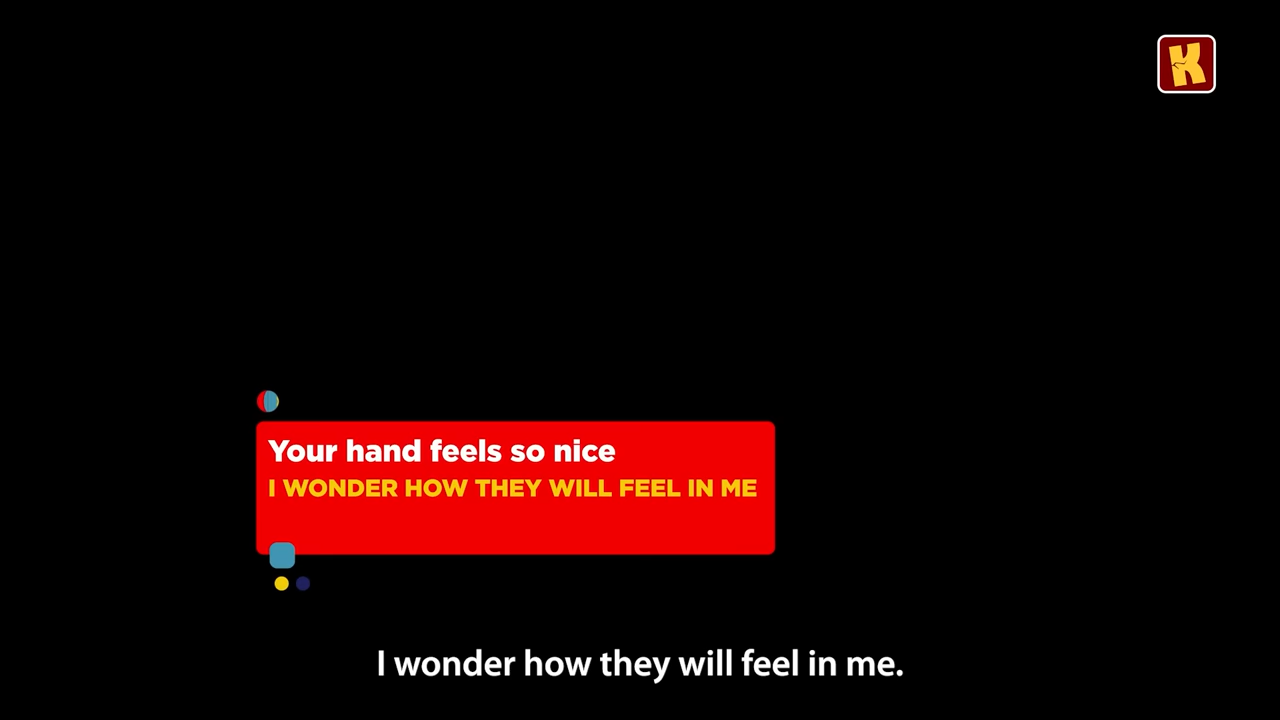 K
Your hand feels so nice
I WONDER HOW THEY WILL FEEL IN ME
I wonder how they will feel in me.